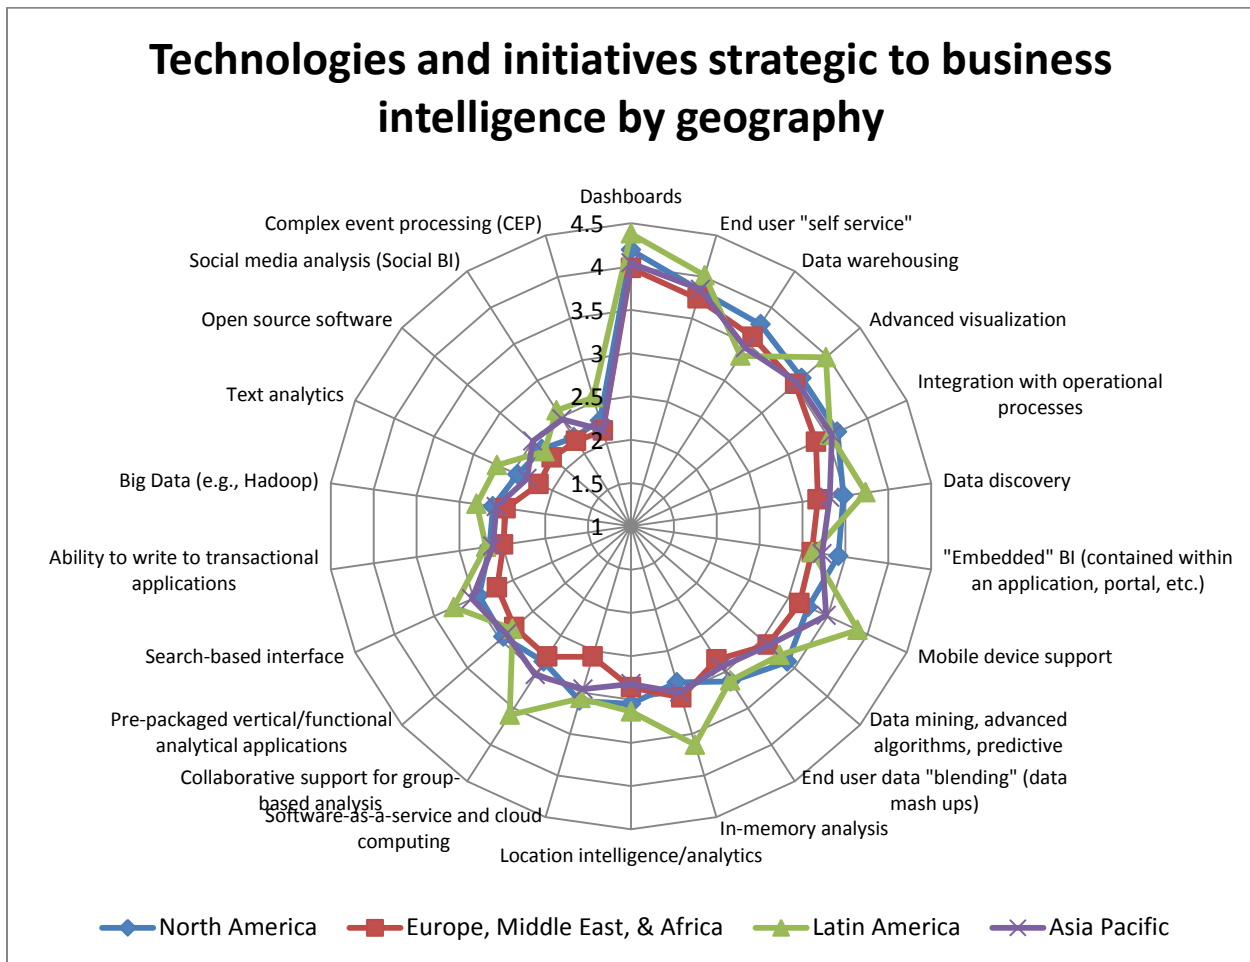 Technologies and initiatives strategic to business
intelligence by geography
Dashboards
End user "self service"
Data warehousing
Advanced visualization
Integration with operational
processes
Data discovery
"Embedded" BI (contained within
an application, portal, etc.)
Mobile device support
Data mining, advanced
algorithms, predictive
End user data "blending" (data
mash ups)
In-memory analysis
Location intelligence/analytics
Software-as-a-service and cloud
computing
Collaborative support for group-
based analysis
Pre-packaged vertical/functional
analytical applications
Search-based interface
Ability to write to transactional
applications
Big Data (e.g., Hadoop)
Text analytics
Open source software
Social media analysis (Social BI)
Complex event processing (CEP)
4.5
4
3.5
3
2.5
2
1.5
1
North America
Europe, Middle East, & Africa
Latin America
Asia Pacific